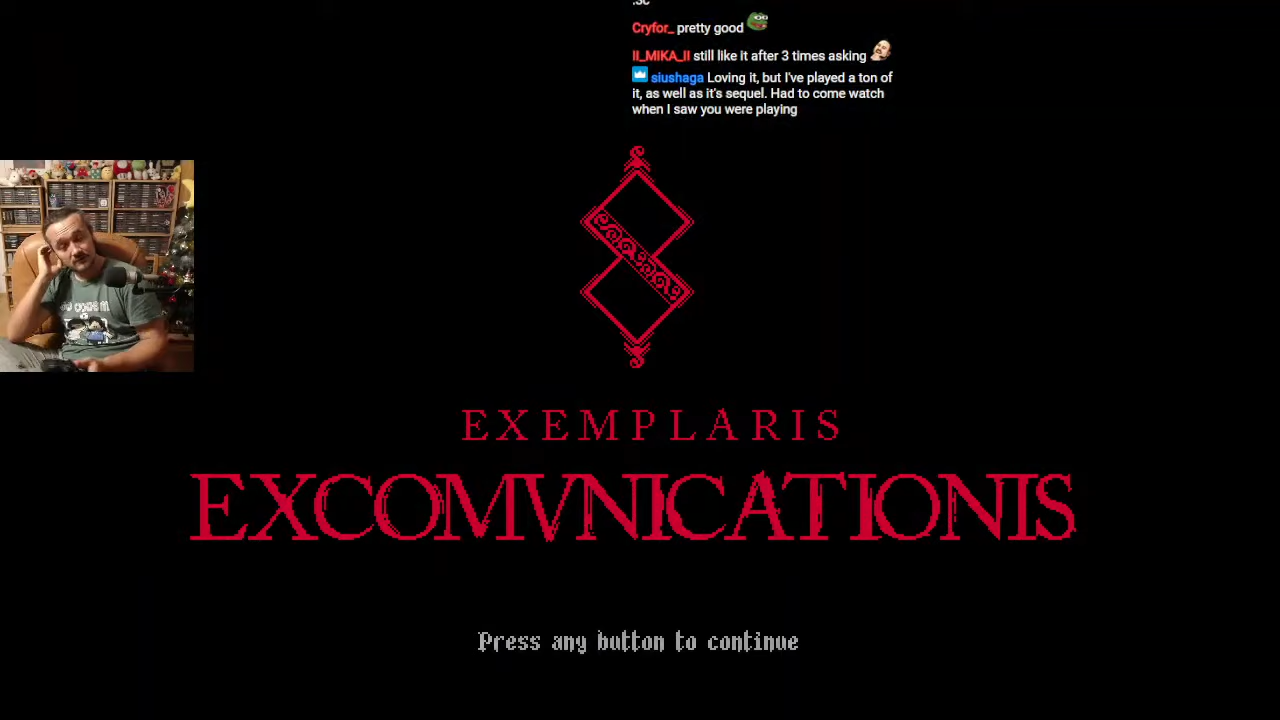 Cryfor_ pretty good
II_MIKA_II still like it after 3 times asking
siushaga Loving it, but I've played a ton of
it, as well as it's sequel. Had to come watch
when I saw you were playing
EXEMPLARIS
EXCOMVNICATIONIS
Press any button to continue